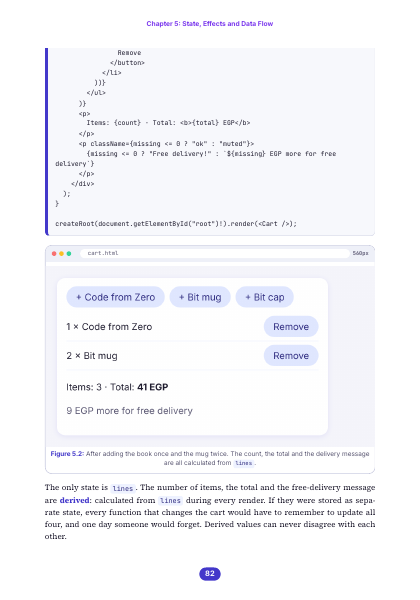 Chapter 5: State, Effects and Data Flow
Remove
</button>
</li>
))}
</ul>
)}
<p>
Items: {count} · Total: <b>{total} EGP</b>
</p>
<p className={missing <= 0 ? "ok" : "muted"}>
{missing <= 0 ? "Free delivery!" : `${missing} EGP more for free
delivery`}
</p>
</div>
);
}
createRoot(document.getElementById("root")!).render(<Cart />);
cart.html 560px
+ Code from Zero + Bit mug + Bit cap
1 × Code from Zero Remove
2 × Bit mug Remove
Items: 3 · Total: 41 EGP
9 EGP more for free delivery
Figure 5.2: After adding the book once and the mug twice. The count, the total and the delivery message
are all calculated from lines.
The only state is lines. The number of items, the total and the free-delivery message
are derived: calculated from lines during every render. If they were stored as sepa-
rate state, every function that changes the cart would have to remember to update all
four, and one day someone would forget. Derived values can never disagree with each
other.
82